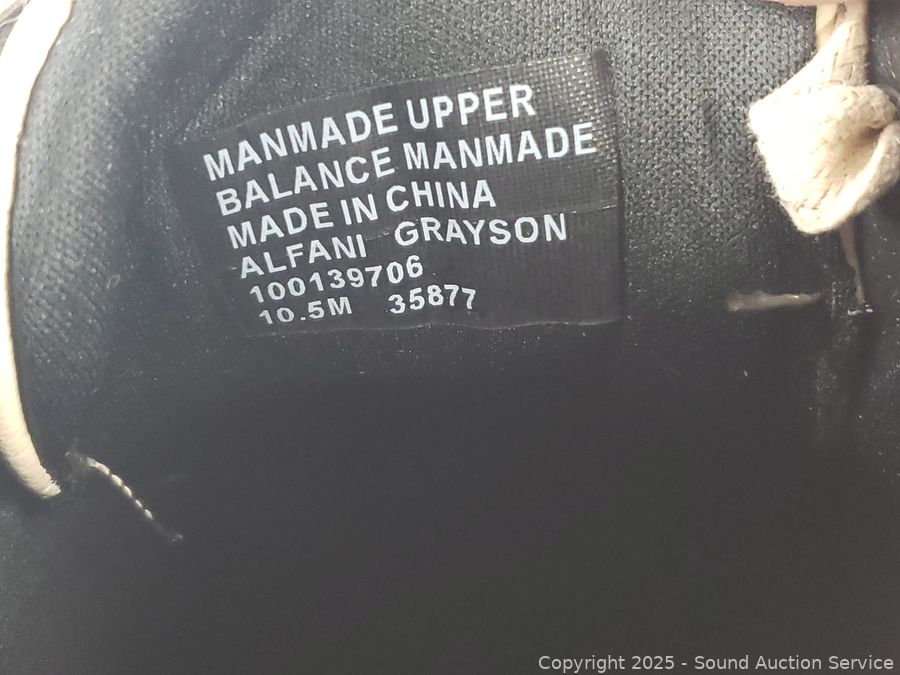 MANMADE UPPER
BALANCE MANMADE
MADE IN CHINA
ALFANI GRAYSON
100139706
10.5M 35877
Copyright 2025 - Sound Auction Service